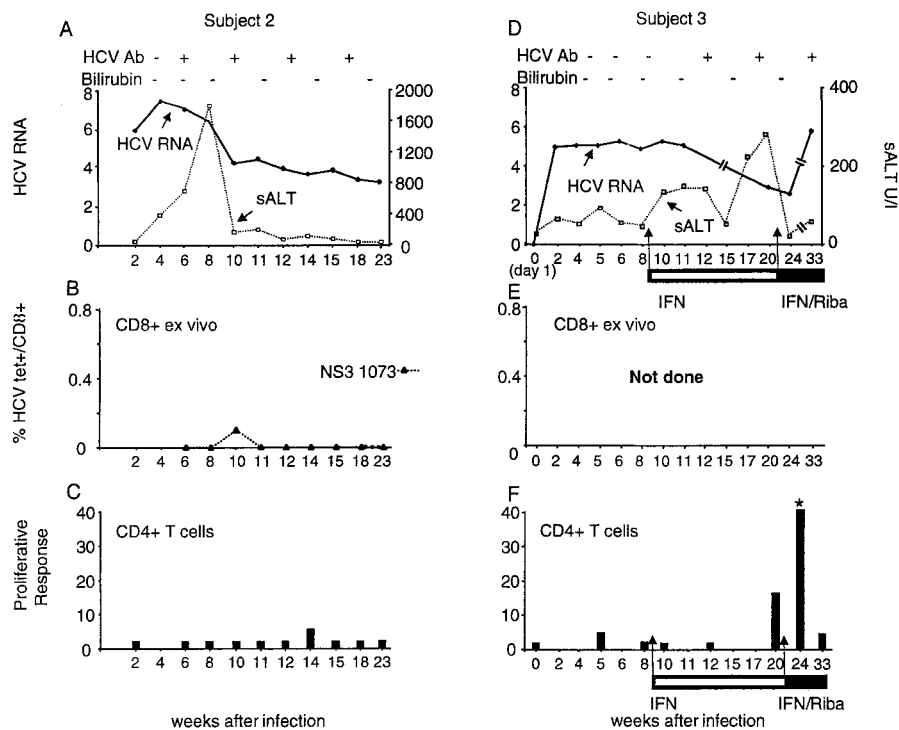 Subject 2
A
HCV Ab - + + + +
Bilirubin - - - - -
8
6
4
2
0
HCV RNA
2000
1600
1200
800
400
0
HCV RNA
sALT
2 4 6 8 10 11 12 14 15 18 23
B
0.8
0.4
0
% HCV tet+/CD8+
CD8+ ex vivo
NS3 1073
2 4 6 8 10 11 12 14 15 18 23
C
40
30
20
10
0
Proliferative
Response
CD4+ T cells
2 4 6 8 10 11 12 14 15 18 23
weeks after infection
Subject 3
D
- - - + + +
- - - - -
8
6
4
2
0
400
200
0
sALT U/l
HCV RNA
sALT
0 2 4 5 6 8 10 11 12 15 17 20 24 33
(day 1)
IFN
IFN/Riba
E
0.8
0.4
0
CD8+ ex vivo
Not done
0 2 4 5 6 8 10 11 12 15 17 20 24 33
F
40
30
20
10
0
CD4+ T cells
*
0 2 4 5 6 8 10 11 12 15 17 20 24 33
IFN
IFN/Riba
weeks after infection